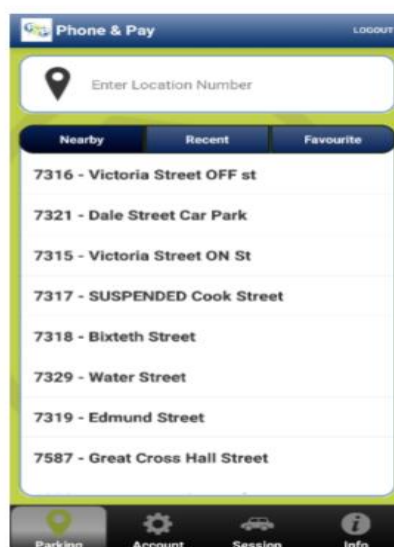 Phone & Pay LOGOUT
Enter Location Number
Nearby Recent Favourite
7316 - Victoria Street OFF st
7321 - Dale Street Car Park
7315 - Victoria Street ON St
7317 - SUSPENDED Cook Street
7318 - Bixteth Street
7329 - Water Street
7319 - Edmund Street
7587 - Great Cross Hall Street
Parking Account Session Info